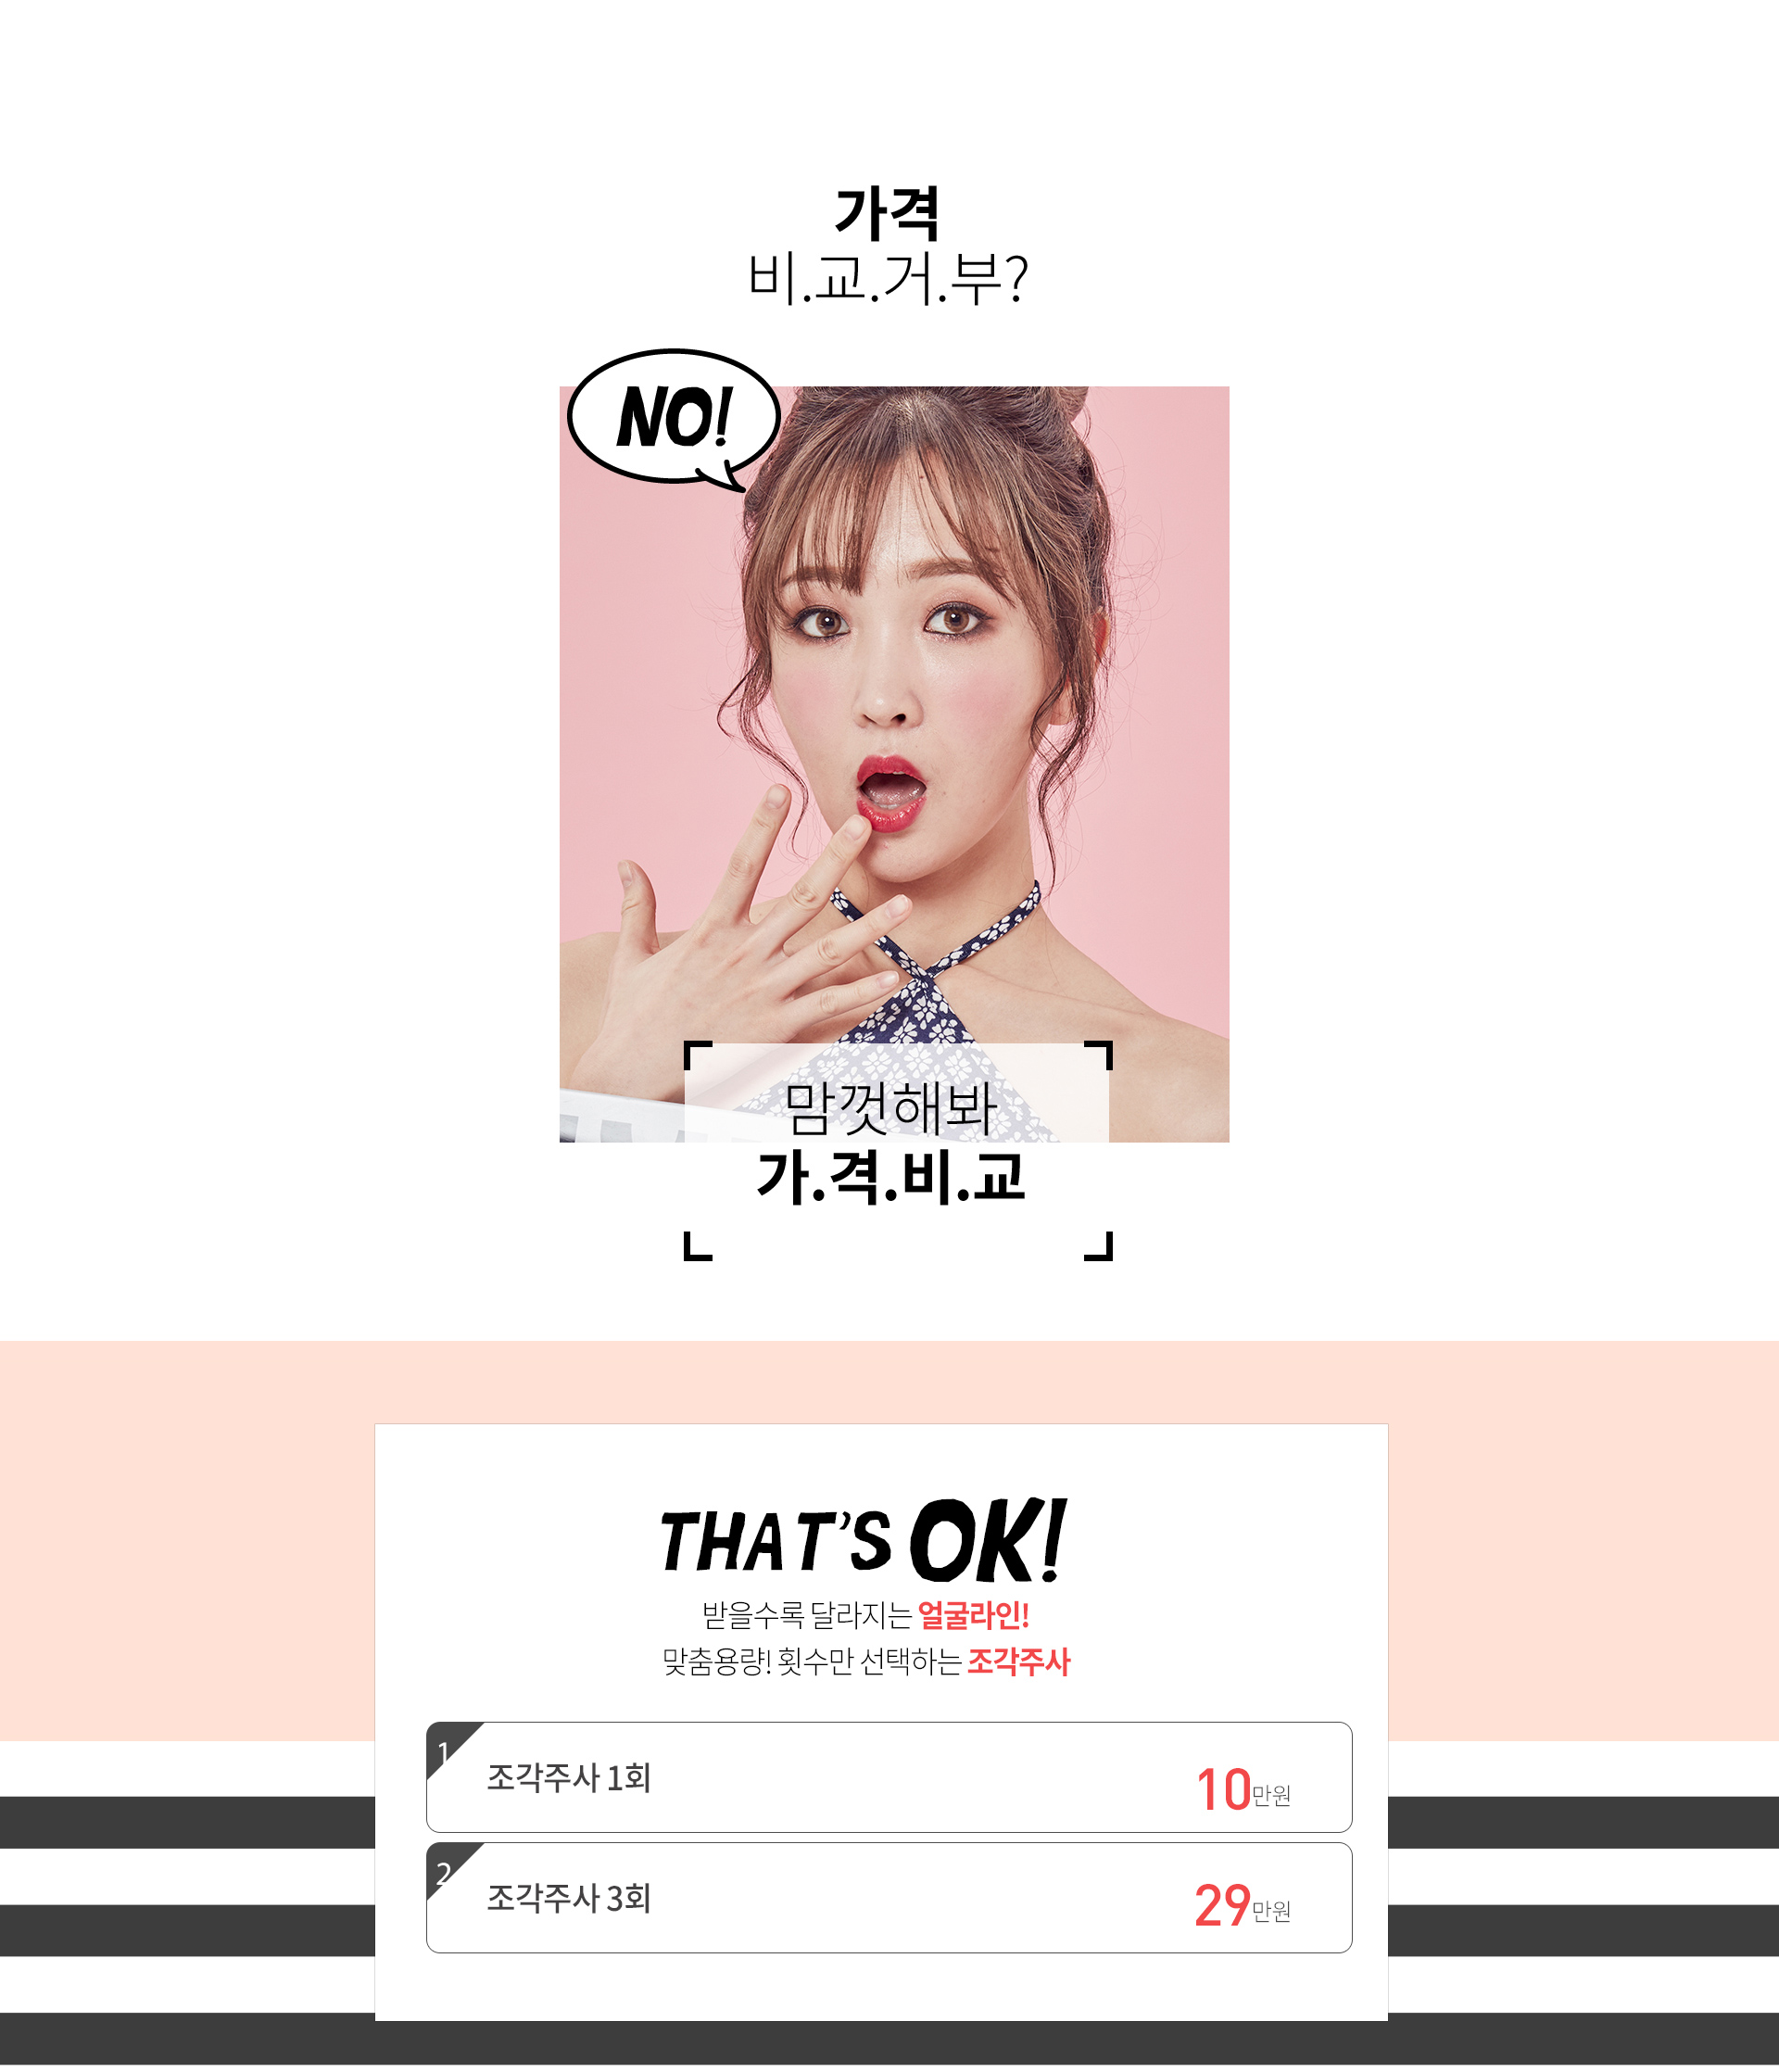 가격
비.교.거.부?
NO!
맘껏해봐
가.격.비.교
THAT'S OK!
받을수록 달라지는 얼굴라인!
맞춤용량! 횟수만 선택하는 조각주사
1
조각주사 1회
10만원
2
조각주사 3회
29만원